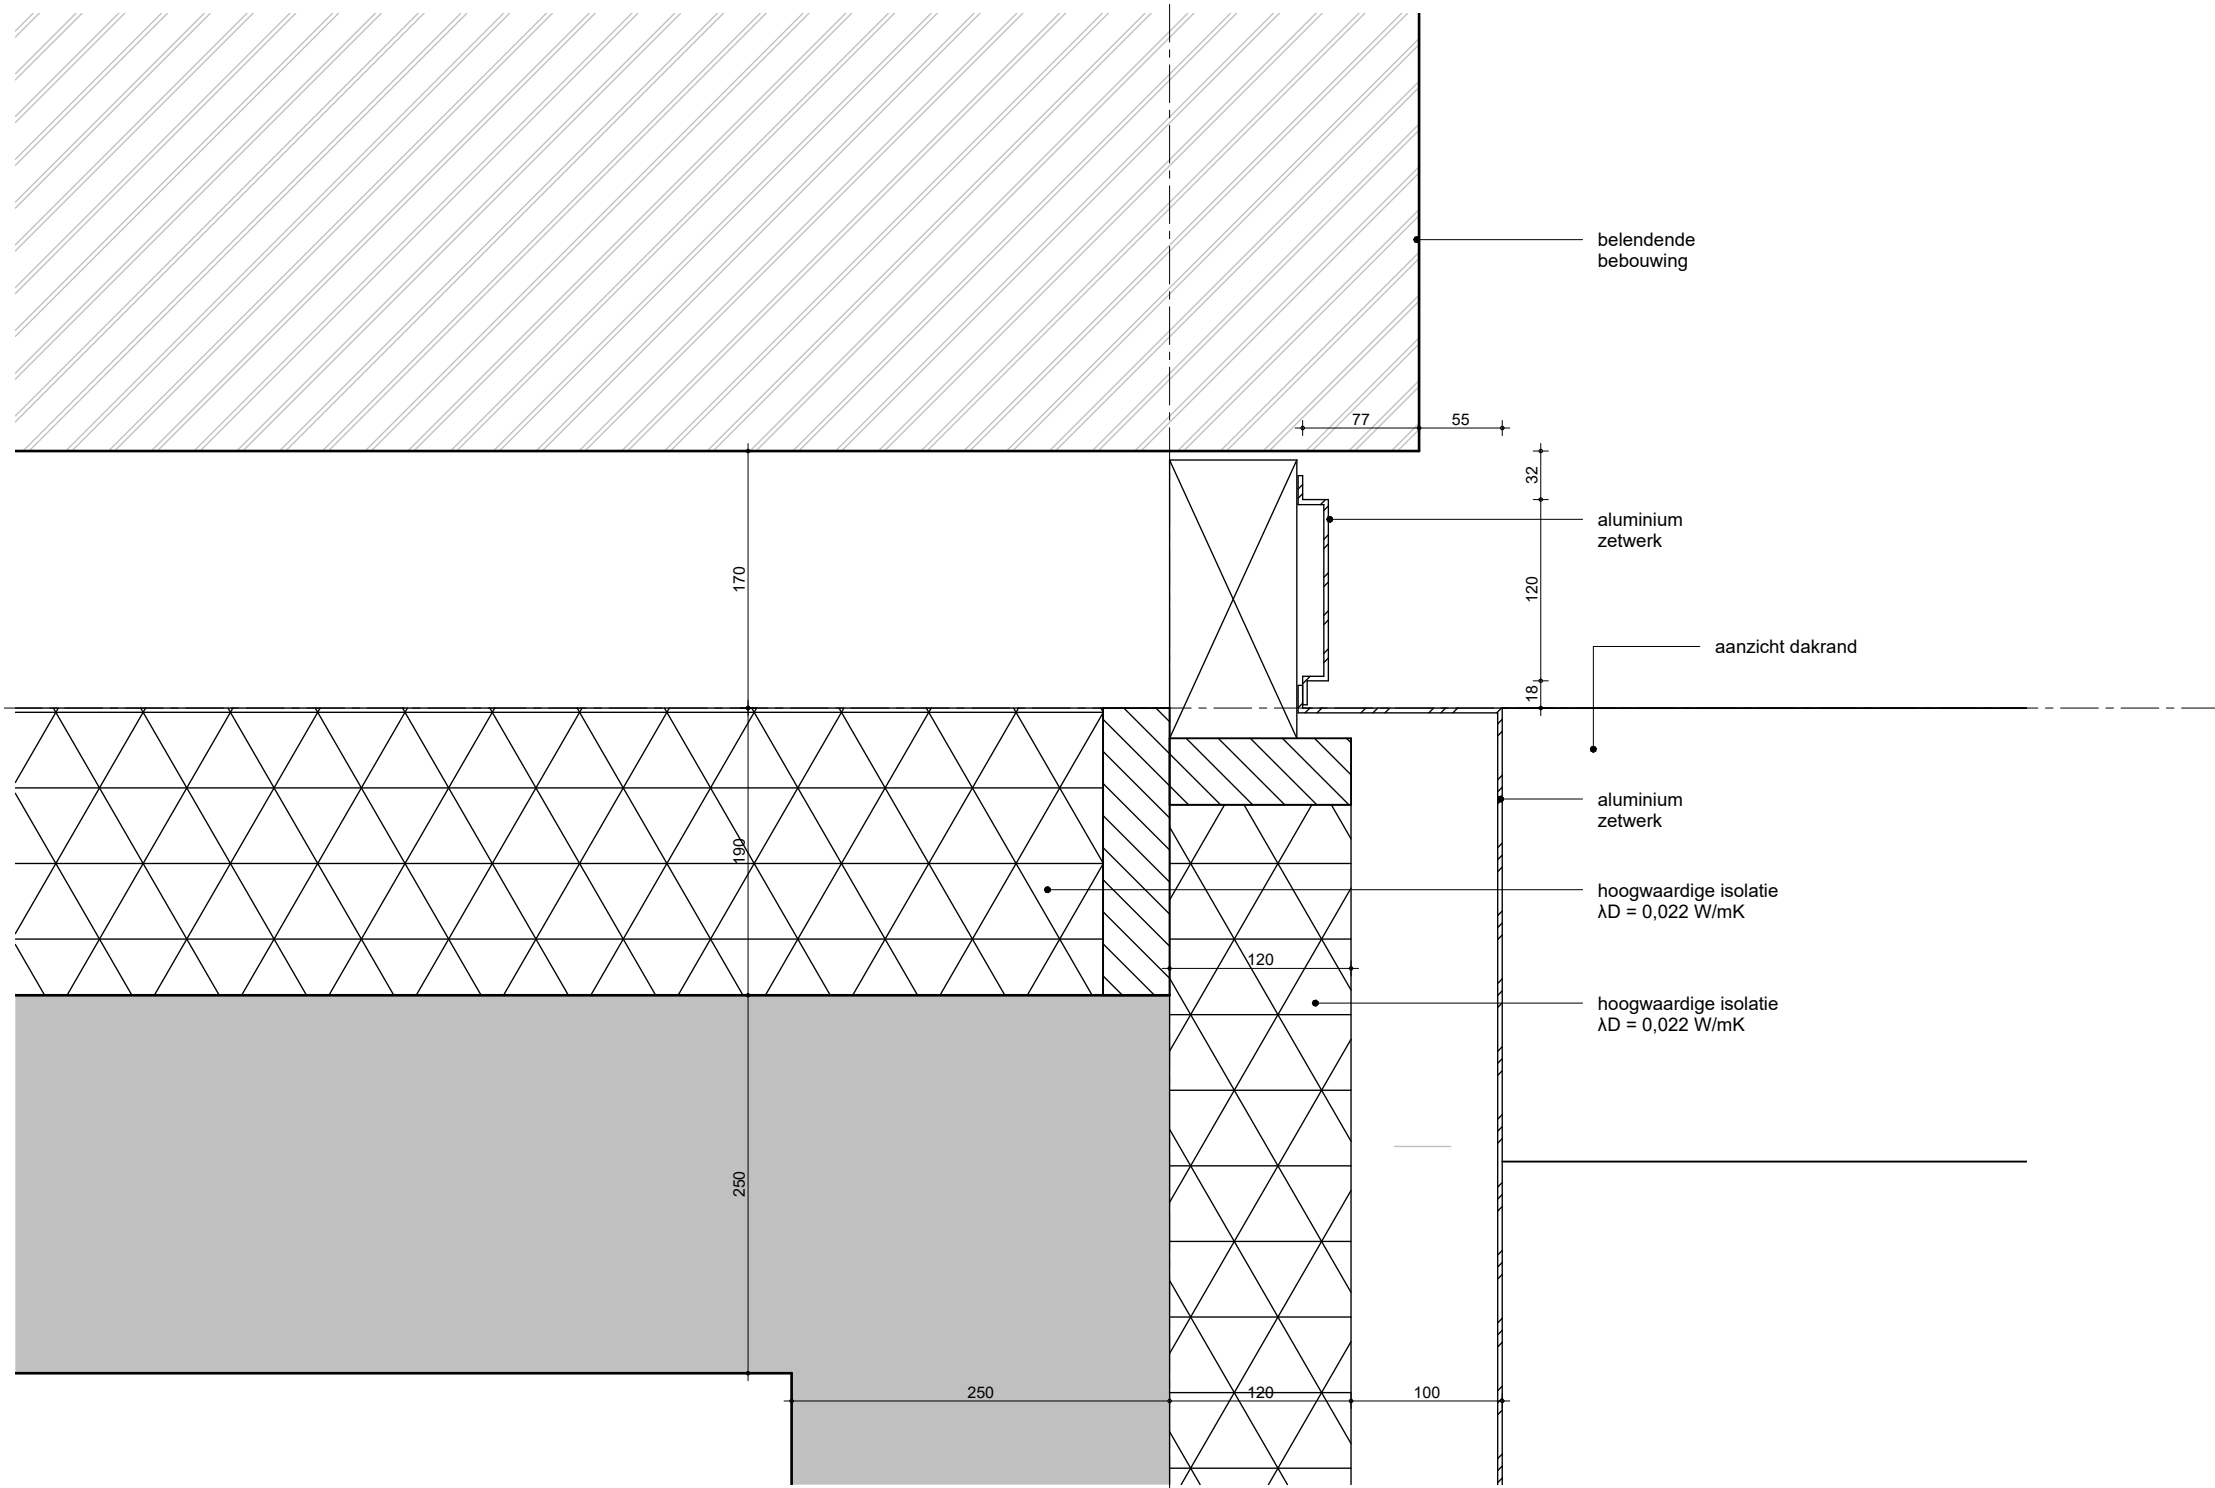 belendende
bebouwing
77
55
32
aluminium
zetwerk
170
120
aanzicht dakrand
18
aluminium
zetwerk
190
hoogwaardige isolatie
λD = 0,022 W/mK
120
hoogwaardige isolatie
λD = 0,022 W/mK
250
250
120
100